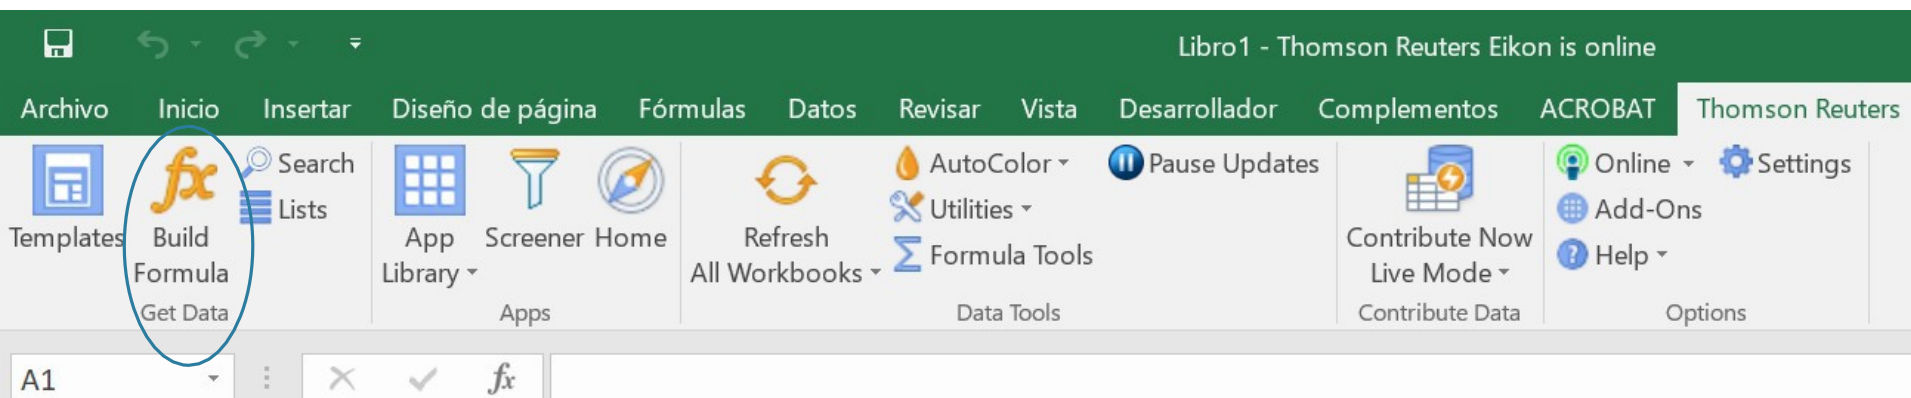 Libro1 - Thomson Reuters Eikon is online
Archivo Inicio Insertar Diseño de página Fórmulas Datos Revisar Vista Desarrollador Complementos ACROBAT Thomson Reuters
Templates
Build
Formula
Search
Lists
Get Data
App
Library
Screener
Home
Apps
Refresh
All Workbooks
AutoColor
Utilities
Formula Tools
Pause Updates
Data Tools
Contribute Now
Live Mode
Contribute Data
Online
Add-Ons
Help
Settings
Options
A1
fx